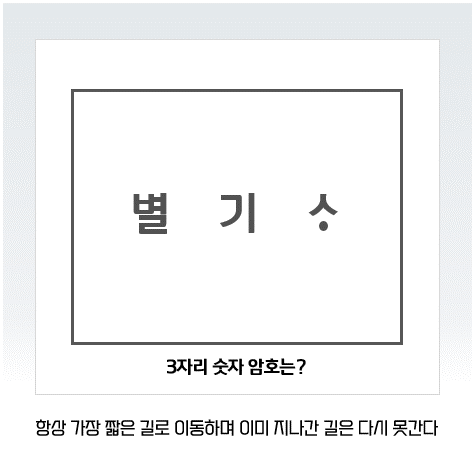 별 기 ㅅ
3자리 숫자 암호는?
항상 가장 짧은 길로 이동하며 이미 지나간 길은 다시 못간다